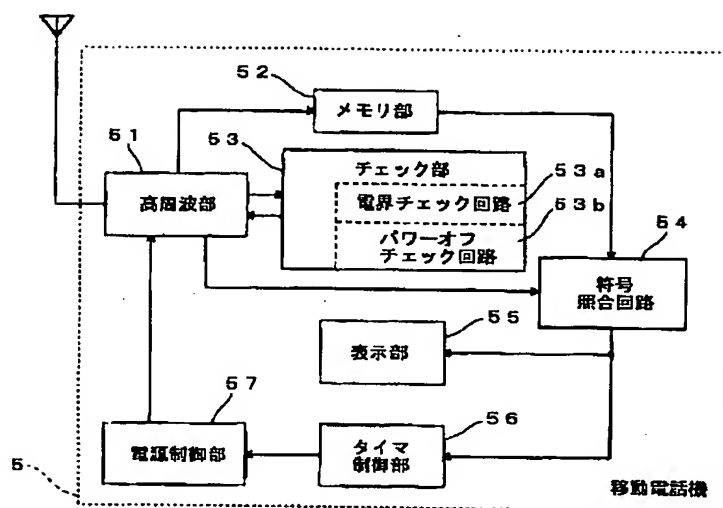 52
メモリ部
51
53
チェック部
53a
高周波部
電界チェック回路
53b
パワーオフ
チェック回路
54
符号
照合回路
55
表示部
57
56
電源制御部
タイマ
制御部
5
移動電話機